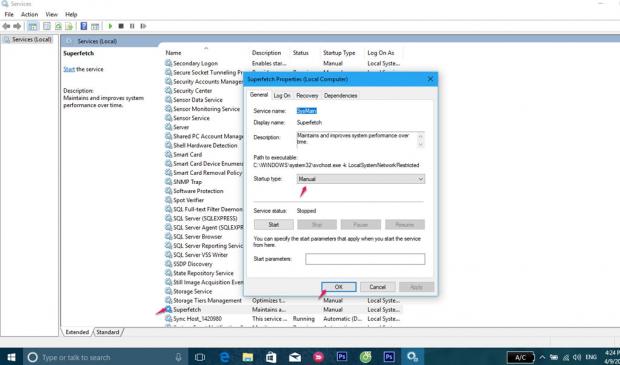 Services
File Action View Help
Services (Local)
Services (Local)
Superfetch
Start the service
Description:
Maintains and improves system
performance over time.
Name Description Status Startup Type Log On As
Secondary Logon Enables star... Manual Local Syste...
Secure Socket Tunneling Pr
Security Accounts Manager
Security Center
Sensor Data Service
Sensor Monitoring Service
Sensor Service
Server
Shared PC Account Manage
Shell Hardware Detection
Smart Card
Smart Card Device Enumera
Smart Card Removal Policy
SNMP Trap
Software Protection
Spot Verifier
SQL Full-text Filter Daemon
SQL Server (SQLEXPRESS)
SQL Server Agent (SQLEXPR
SQL Server Browser
SQL Server Reporting Servic
SQL Server VSS Writer
SSDP Discovery
State Repository Service
Still Image Acquisition Even
Storage Service
Storage Tiers Management Optimizes t... Manual Local Syste...
Superfetch Maintains a... Manual Local Syste...
Sync Host_1420980 This service ... Running Automatic (D... Local Syste...
Superfetch Properties (Local Computer)
General Log On Recovery Dependencies
Service name: SysMain
Display name: Superfetch
Description: Maintains and improves system performance over
time.
Path to executable:
C:\WINDOWS\system32\svchost.exe -k LocalSystemNetworkRestricted
Startup type: Manual
Service status: Stopped
Start Stop Pause Resume
You can specify the start parameters that apply when you start the service
from here.
Start parameters:
OK Cancel Apply
Extended Standard
Type or talk to search
A/C
ENG
4:24 P